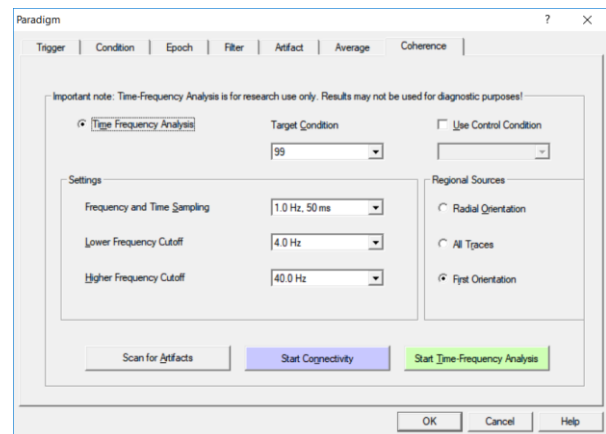 Paradigm ? ×
Trigger Condition Epoch Filter Artifact Average Coherence
Important note: Time-Frequency Analysis is for research use only. Results may not be used for diagnostic purposes!
Time Frequency Analysis Target Condition Use Control Condition
99
Settings Regional Sources
Frequency and Time Sampling 1.0 Hz, 50 ms Radial Orientation
Lower Frequency Cutoff 4.0 Hz All Traces
Higher Frequency Cutoff 40.0 Hz First Orientation
Scan for Artifacts Start Connectivity Start Time-Frequency Analysis
OK Cancel Help